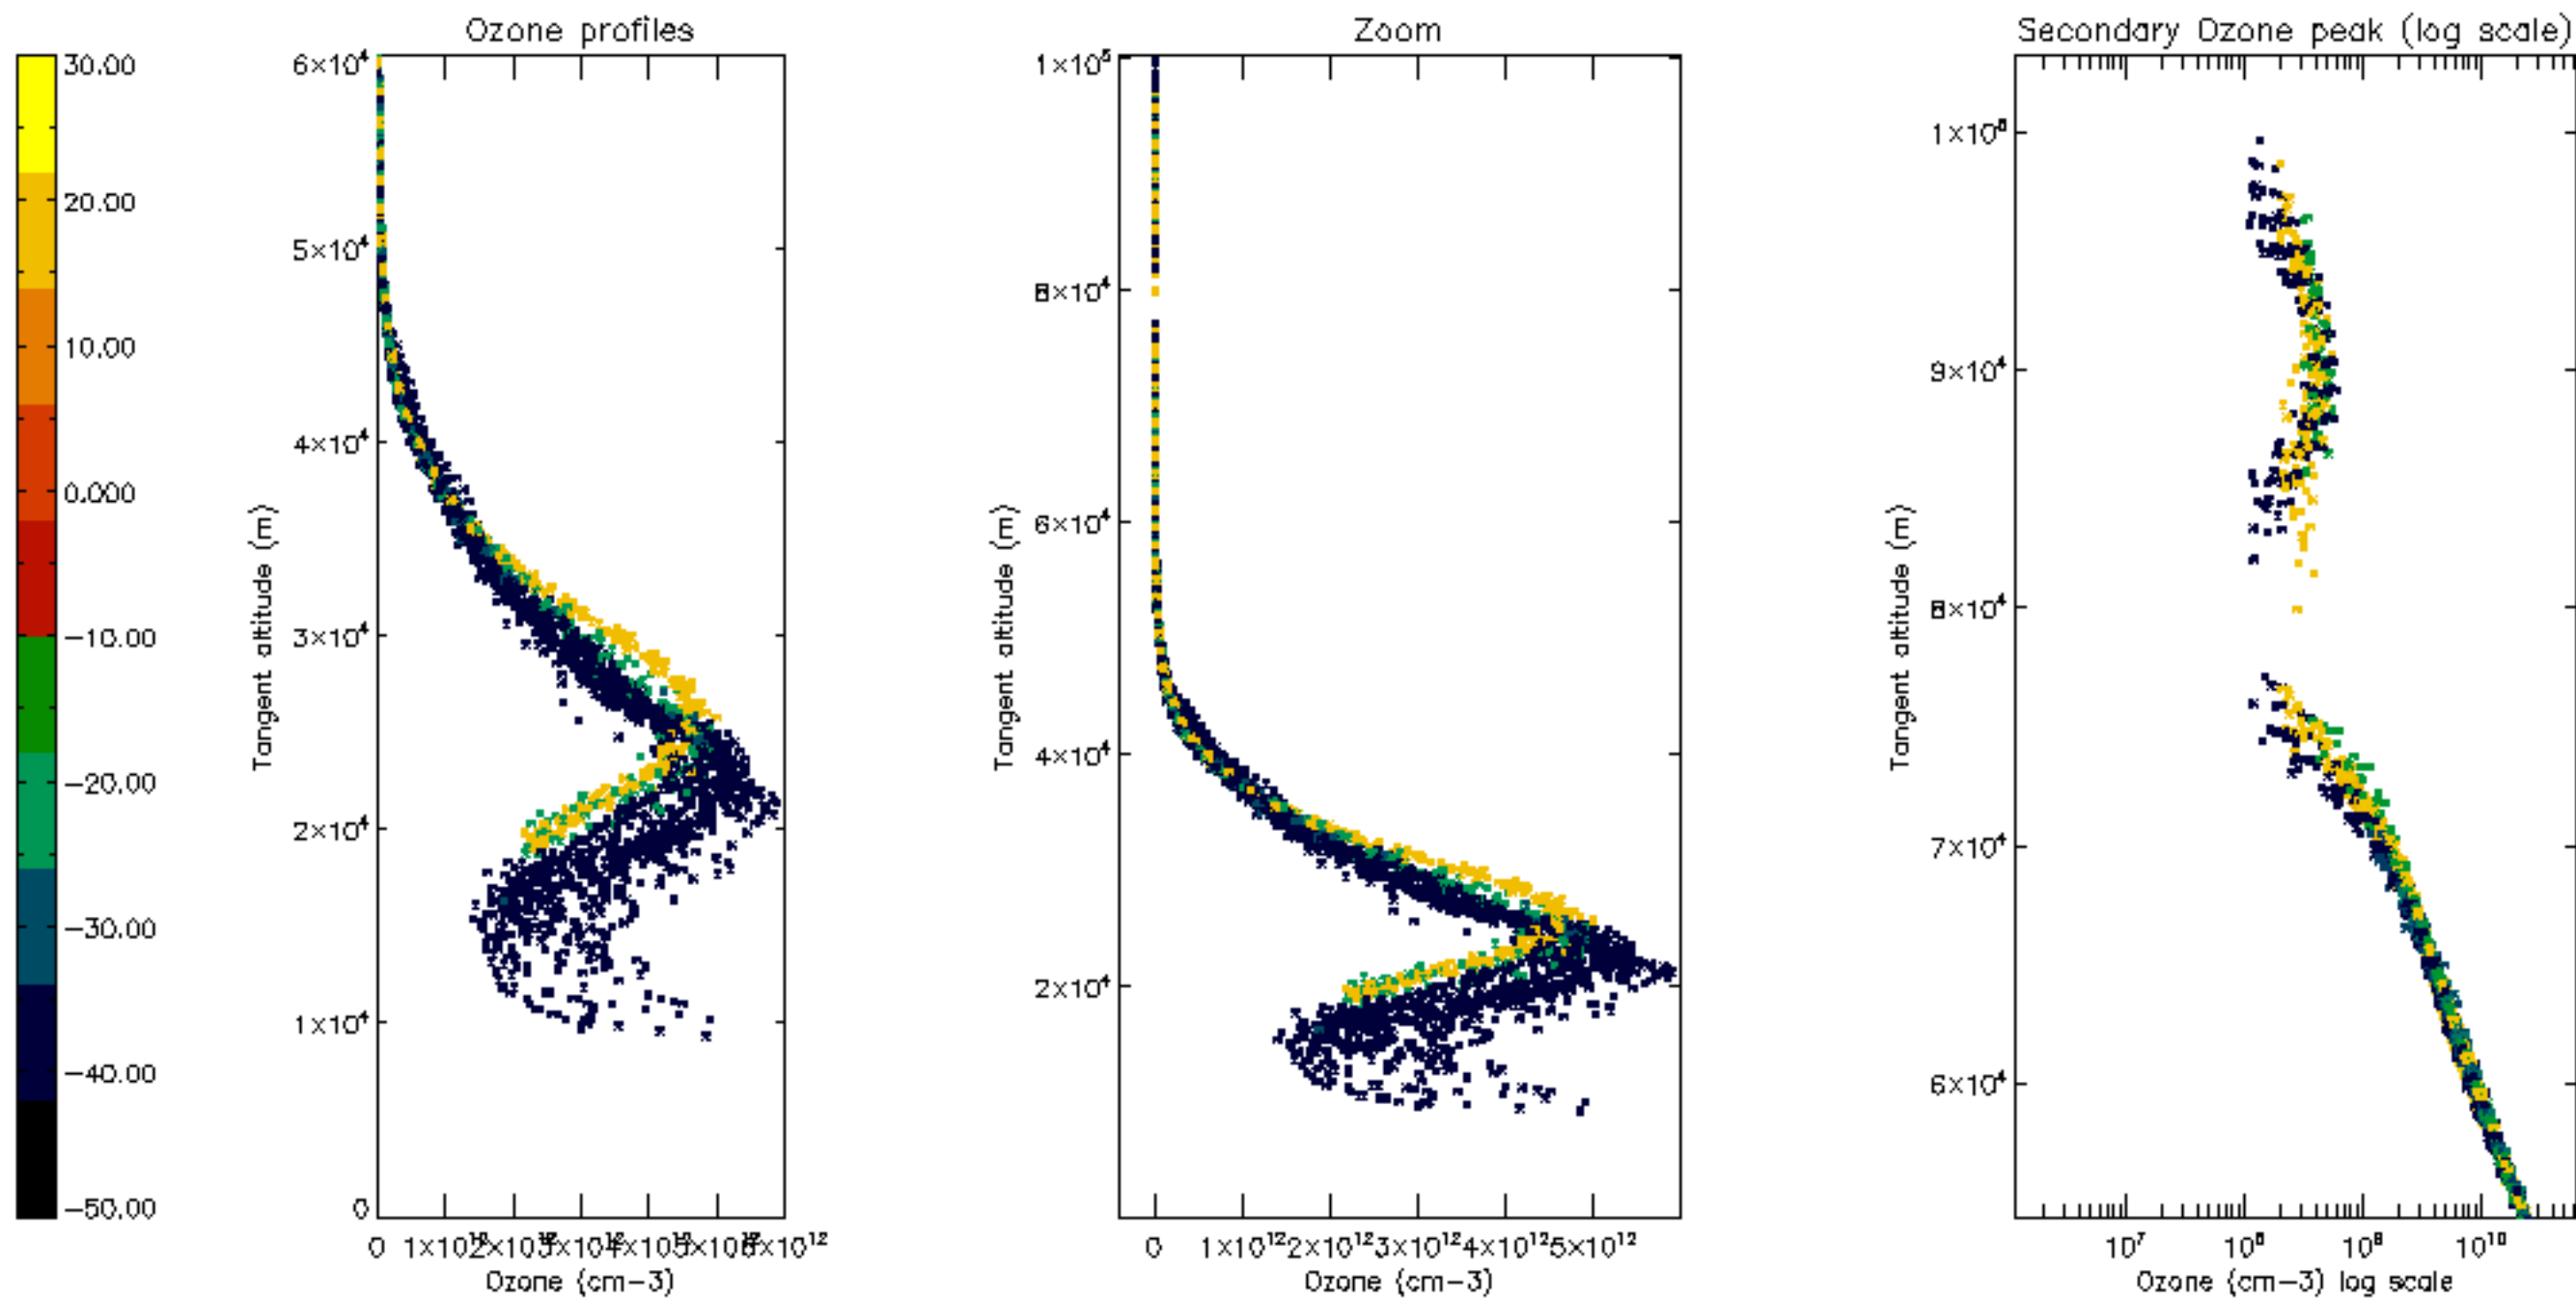 Ozone profiles
Zoom
Secondary Ozone peak (log scale)
30.00
20.00
10.00
0.000
−10.00
−20.00
−30.00
−40.00
−50.00
6×10⁴
5×10⁴
4×10⁴
3×10⁴
2×10⁴
1×10⁴
0
Tangent altitude (m)
0
Ozone (cm−3)
1×10⁵
8×10⁴
6×10⁴
4×10⁴
2×10⁴
Tangent altitude (m)
0 1×10¹² 2×10¹² 3×10¹² 4×10¹² 5×10¹²
Ozone (cm−3)
9×10⁴
8×10⁴
7×10⁴
6×10⁴
Tangent altitude (m)
10⁷ 10⁸ 10⁹ 10¹⁰
Ozone (cm−3) log scale